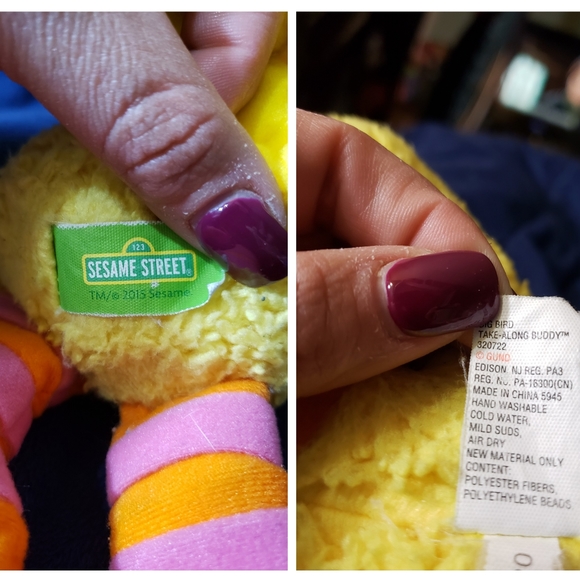 123
SESAME STREET®
TM/© 2015 Sesame
BIG BIRD
TAKE-ALONG BUDDY™
320722
© GUND
EDISON, NJ REG. PA3
REG. No. PA-16300(CN)
MADE IN CHINA 5945
HAND WASHABLE
COLD WATER,
MILD SUDS,
AIR DRY
NEW MATERIAL ONLY
CONTENT:
POLYESTER FIBERS,
POLYETHYLENE BEADS